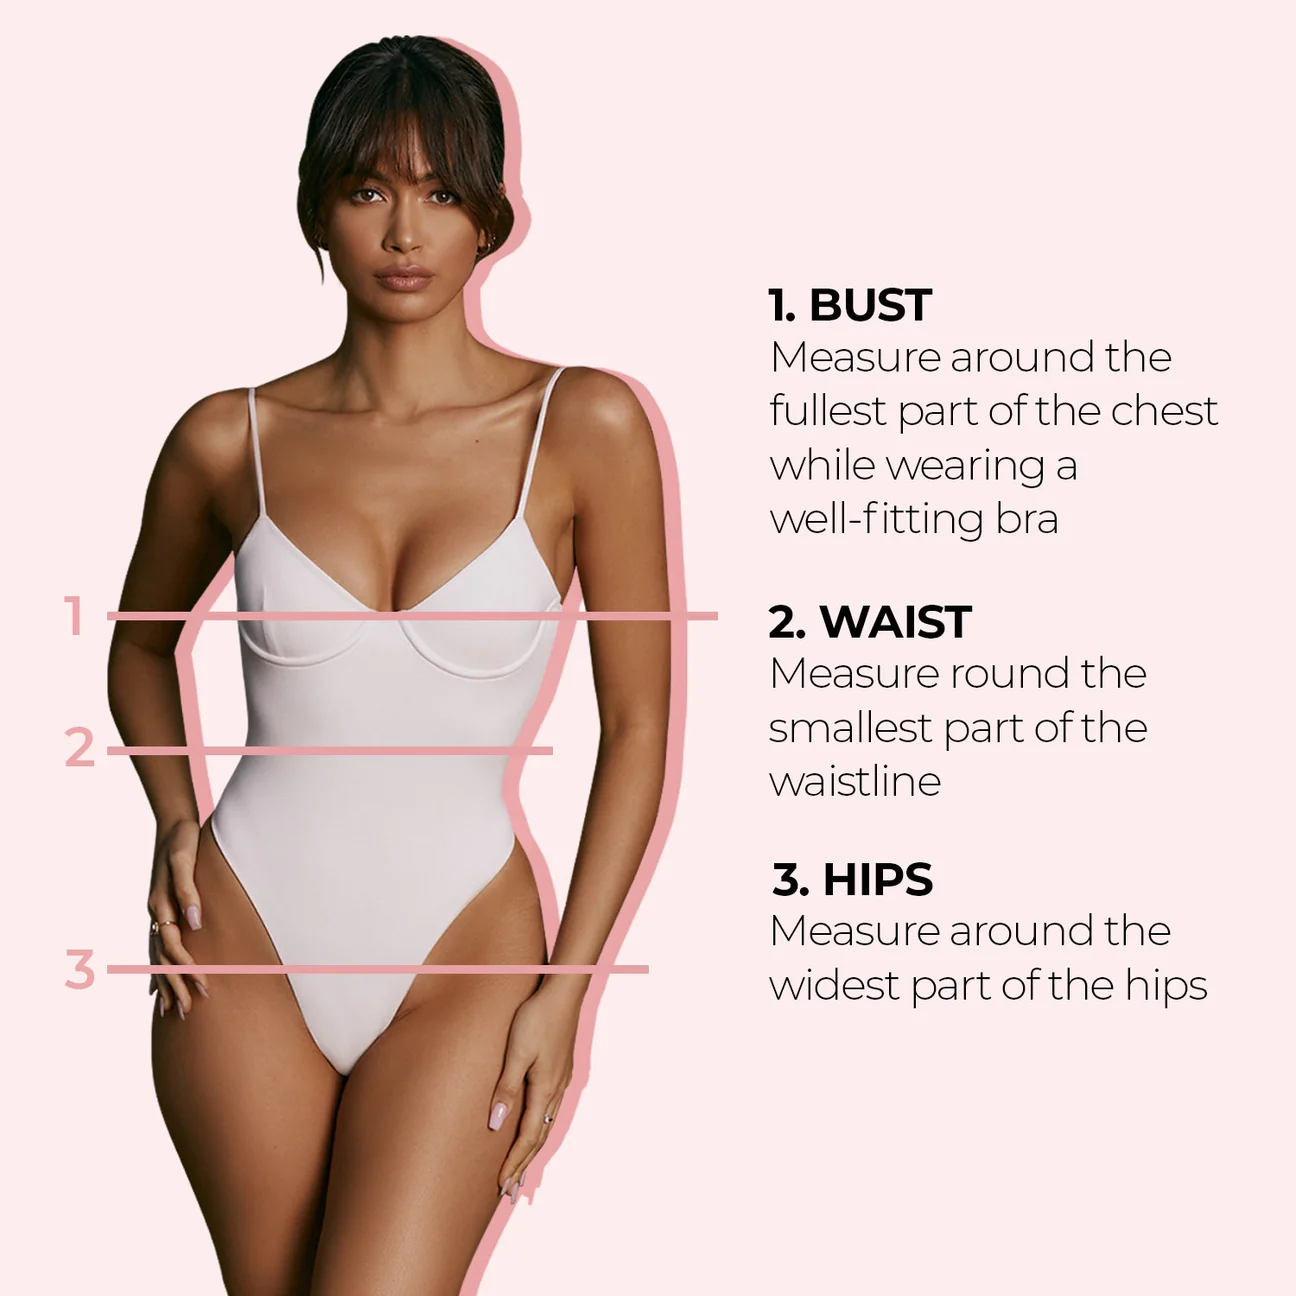 1. BUST
Measure around the
fullest part of the chest
while wearing a
well-fitting bra
1
2. WAIST
Measure round the
smallest part of the
waistline
2
3. HIPS
Measure around the
widest part of the hips
3